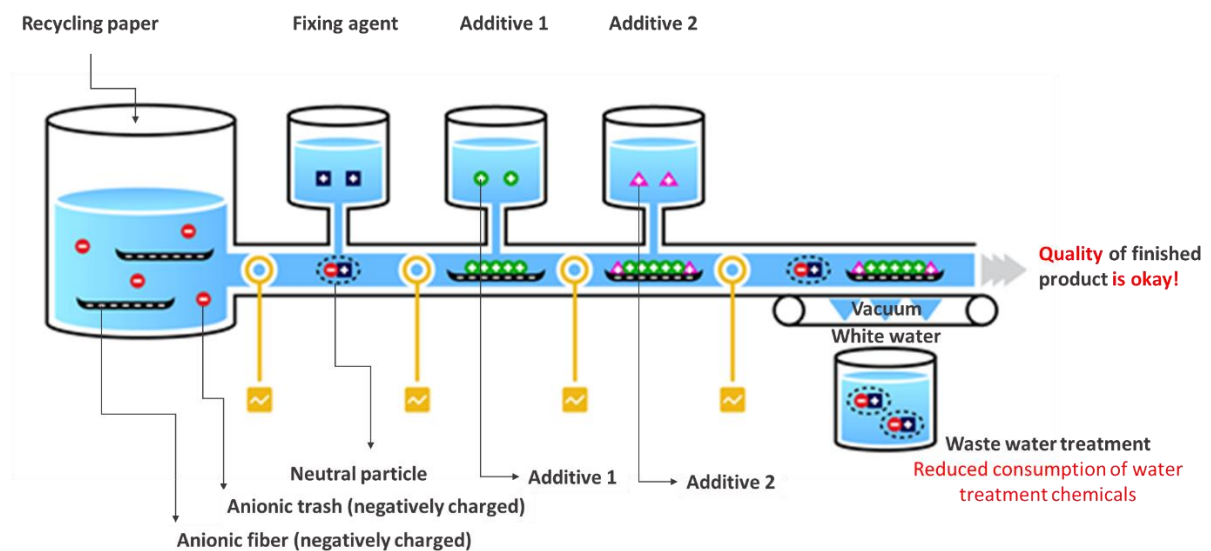 Recycling paper
Fixing agent
Additive 1
Additive 2
Quality of finished
product is okay!
Vacuum
White water
Waste water treatment
Reduced consumption of water
treatment chemicals
Neutral particle
Additive 1
Additive 2
Anionic trash (negatively charged)
Anionic fiber (negatively charged)